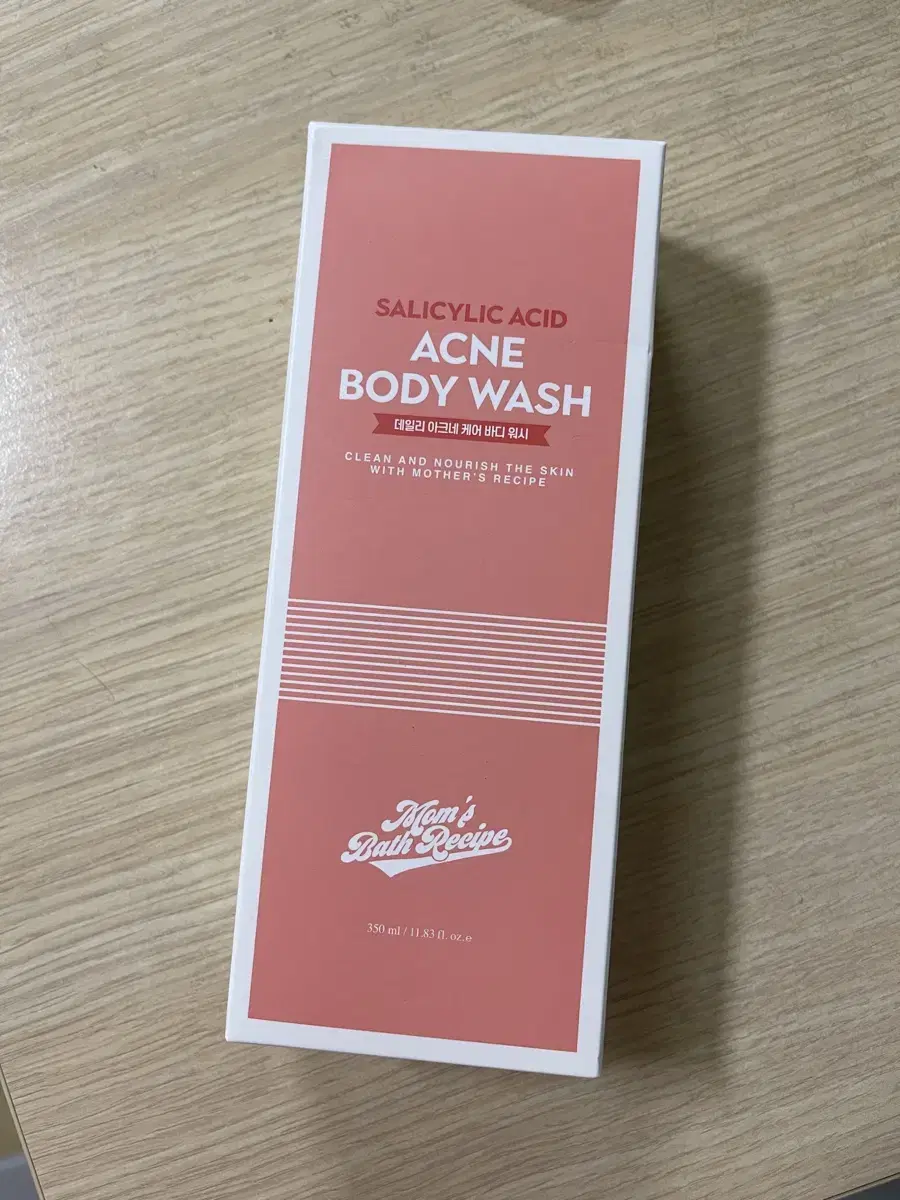 SALICYLIC ACID
ACNE
BODY WASH
데일리 아크네 케어 바디 워시
CLEAN AND NOURISH THE SKIN
WITH MOTHER'S RECIPE
Mom's
Bath Recipe
350 ml / 11.83 fl. oz. e